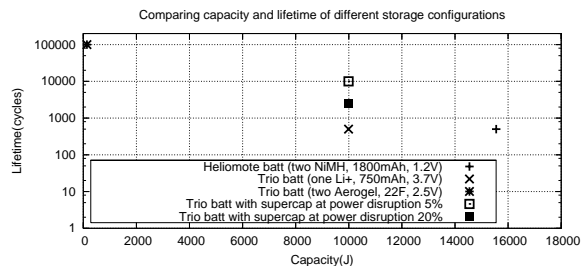 Comparing capacity and lifetime of different storage configurations
Lifetime(cycles)
100000
10000
1000
100
10
1
Heliomote batt (two NiMH, 1800mAh, 1.2V)
Trio batt (one Li+, 750mAh, 3.7V)
Trio batt (two Aerogel, 22F, 2.5V)
Trio batt with supercap at power disruption 5%
Trio batt with supercap at power disruption 20%
0 2000 4000 6000 8000 10000 12000 14000 16000 18000
Capacity(J)